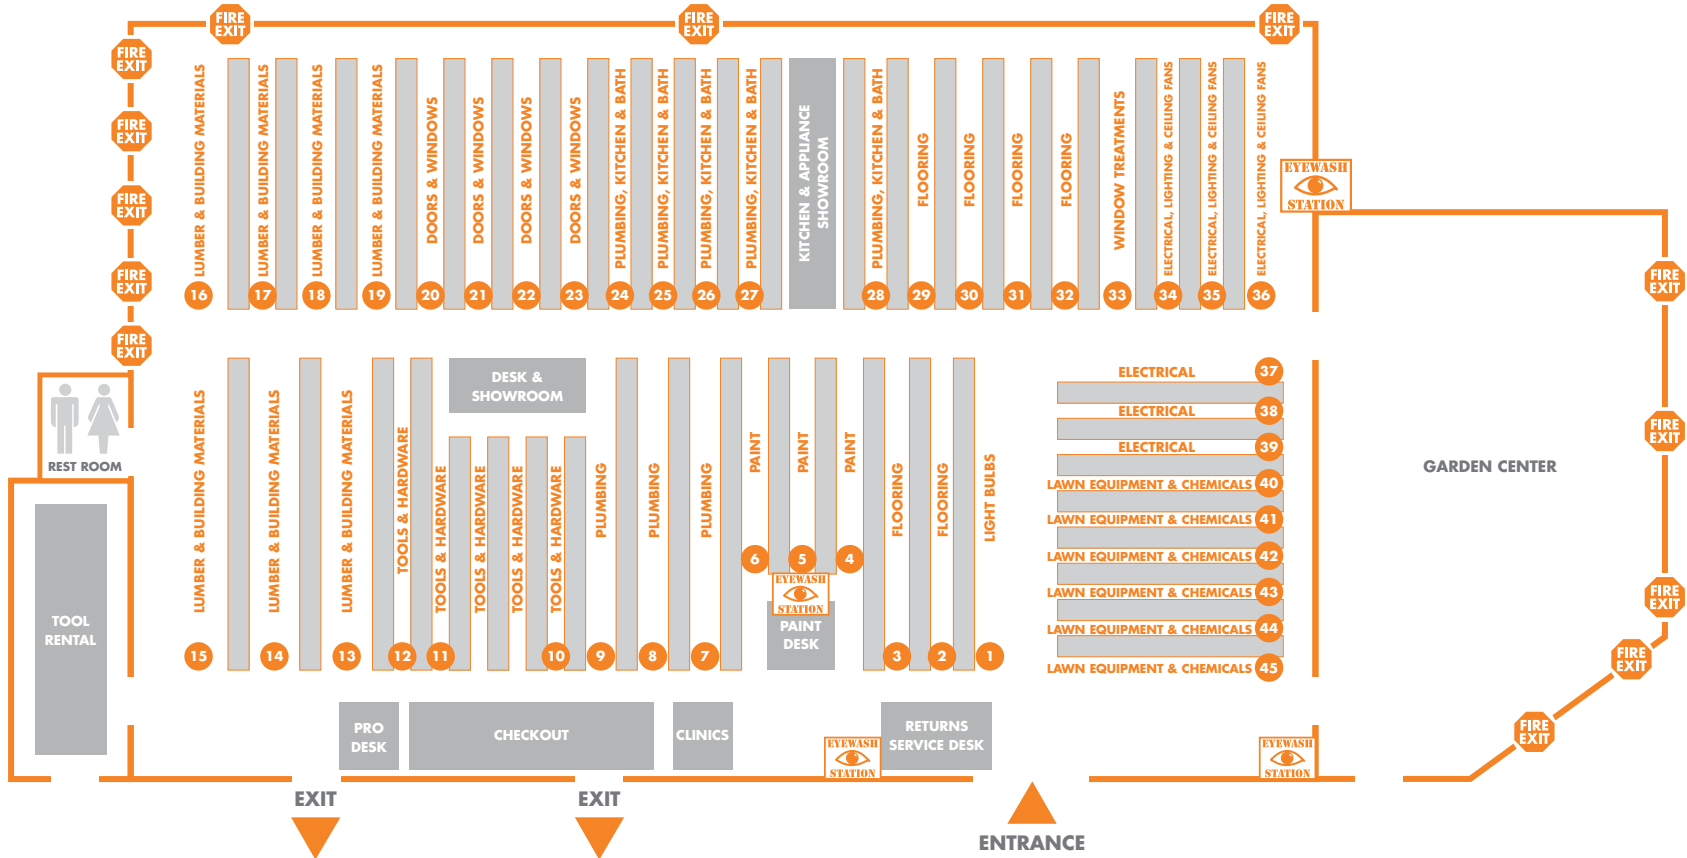 FIRE
EXIT
FIRE
EXIT
FIRE
EXIT
FIRE
EXIT
FIRE
EXIT
FIRE
EXIT
FIRE
EXIT
FIRE
EXIT
LUMBER & BUILDING MATERIALS
16
LUMBER & BUILDING MATERIALS
17
LUMBER & BUILDING MATERIALS
18
LUMBER & BUILDING MATERIALS
19
DOORS & WINDOWS
20
DOORS & WINDOWS
21
DOORS & WINDOWS
22
DOORS & WINDOWS
23
PLUMBING, KITCHEN & BATH
24
PLUMBING, KITCHEN & BATH
25
PLUMBING, KITCHEN & BATH
26
PLUMBING, KITCHEN & BATH
27
KITCHEN & APPLIANCE
SHOWROOM
PLUMBING, KITCHEN & BATH
28
FLOORING
29
FLOORING
30
FLOORING
31
FLOORING
32
WINDOW TREATMENTS
33
ELECTRICAL, LIGHTING & CEILING FANS
34
ELECTRICAL, LIGHTING & CEILING FANS
35
ELECTRICAL, LIGHTING & CEILING FANS
36
EYEWASH
STATION
REST ROOM
TOOL
RENTAL
LUMBER & BUILDING MATERIALS
15
LUMBER & BUILDING MATERIALS
14
LUMBER & BUILDING MATERIALS
13
TOOLS & HARDWARE
12
DESK &
SHOWROOM
TOOLS & HARDWARE
11
TOOLS & HARDWARE
TOOLS & HARDWARE
TOOLS & HARDWARE
10
PLUMBING
9
PLUMBING
8
PLUMBING
7
PAINT
6
PAINT
5
PAINT
4
EYEWASH
STATION
PAINT
DESK
FLOORING
3
FLOORING
2
LIGHT BULBS
1
ELECTRICAL 37
ELECTRICAL 38
ELECTRICAL 39
LAWN EQUIPMENT & CHEMICALS 40
LAWN EQUIPMENT & CHEMICALS 41
LAWN EQUIPMENT & CHEMICALS 42
LAWN EQUIPMENT & CHEMICALS 43
LAWN EQUIPMENT & CHEMICALS 44
LAWN EQUIPMENT & CHEMICALS 45
GARDEN CENTER
FIRE
EXIT
FIRE
EXIT
FIRE
EXIT
FIRE
EXIT
FIRE
EXIT
PRO
DESK
CHECKOUT
CLINICS
EYEWASH
STATION
RETURNS
SERVICE DESK
EYEWASH
STATION
EXIT
EXIT
ENTRANCE